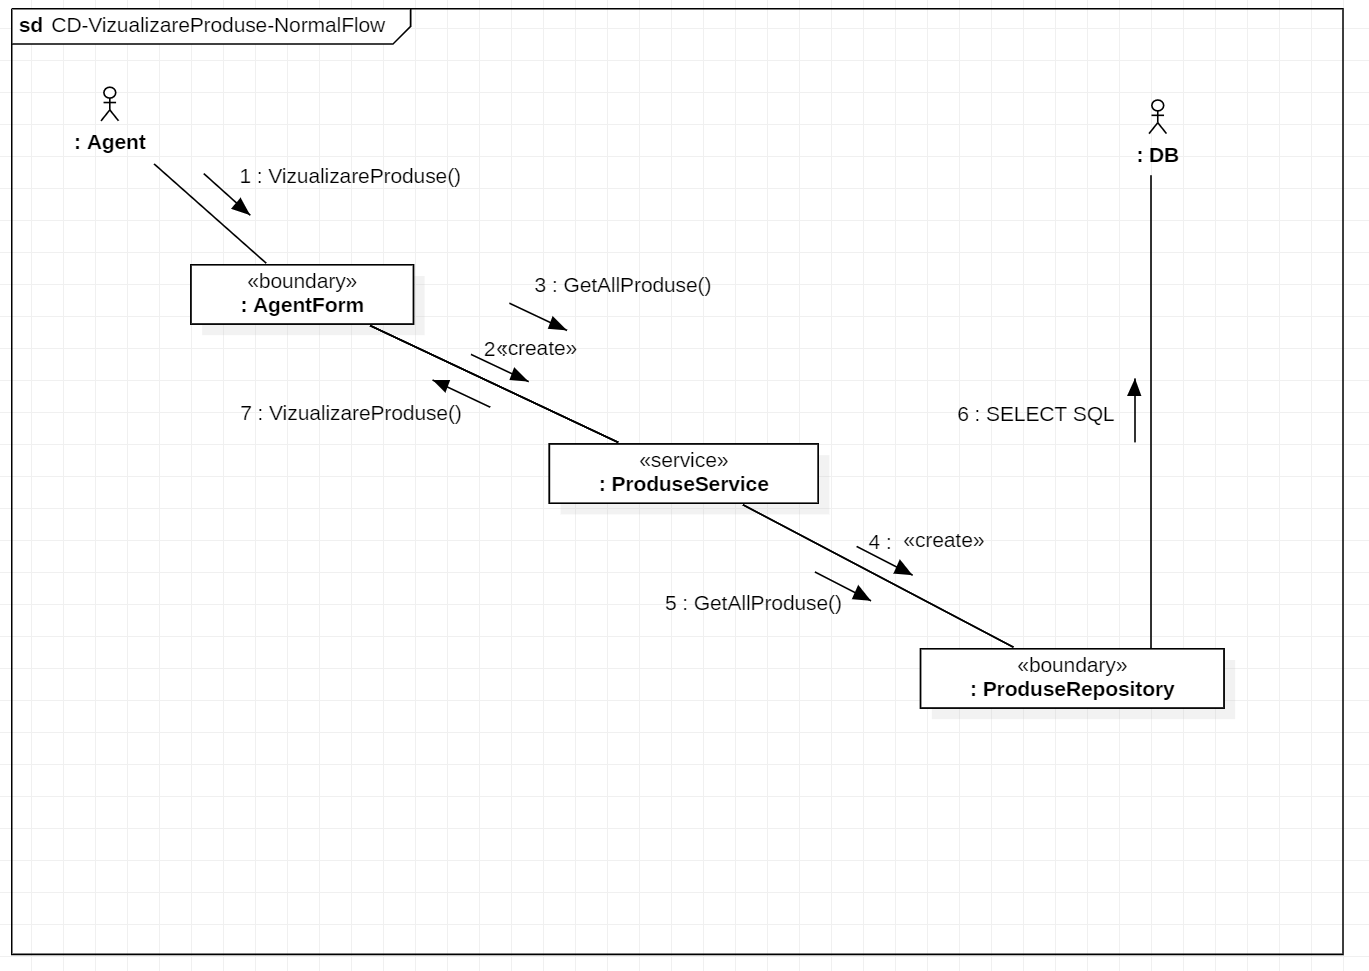 sd CD-VizualizareProduse-NormalFlow
: Agent
: DB
1 : VizualizareProduse()
«boundary»
: AgentForm
3 : GetAllProduse()
2 : «create»
7 : VizualizareProduse()
6 : SELECT SQL
«service»
: ProduseService
4 : «create»
5 : GetAllProduse()
«boundary»
: ProduseRepository